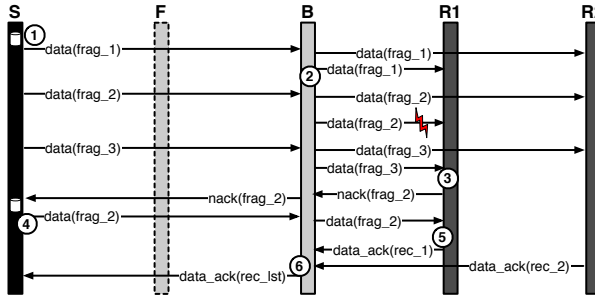 S F B R1 R2
1
data(frag_1) data(frag_1)
2 data(frag_1)
data(frag_2) data(frag_2)
data(frag_2)
data(frag_3) data(frag_3)
data(frag_3)
3
nack(frag_2) nack(frag_2)
4 data(frag_2) data(frag_2)
5
data_ack(rec_1)
6 data_ack(rec_2)
data_ack(rec_lst)